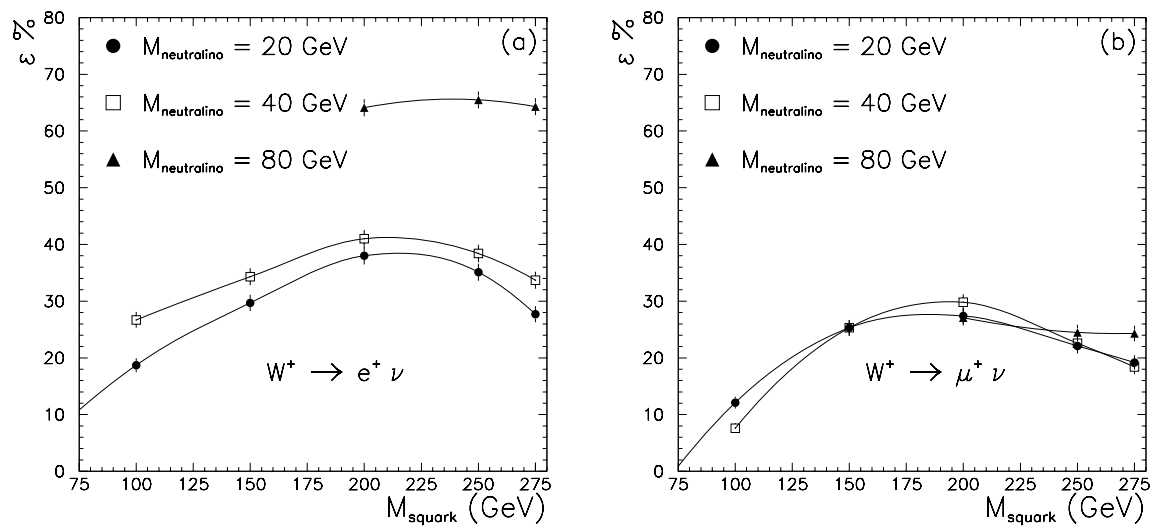 ε %
80
70
60
50
40
30
20
10
0
(a)
M_neutralino = 20 GeV
M_neutralino = 40 GeV
M_neutralino = 80 GeV
W⁺ → e⁺ ν
75 100 125 150 175 200 225 250 275
M_squark (GeV)
ε %
80
70
60
50
40
30
20
10
0
(b)
M_neutralino = 20 GeV
M_neutralino = 40 GeV
M_neutralino = 80 GeV
W⁺ → μ⁺ ν
75 100 125 150 175 200 225 250 275
M_squark (GeV)